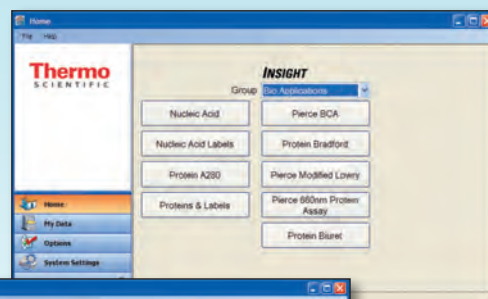 Home
File Help
Thermo
SCIENTIFIC
INSIGHT
Group Bio Applications
Nucleic Acid
Pierce BCA
Nucleic Acid Labels
Protein Bradford
Protein A280
Pierce Modified Lowry
Proteins & Labels
Pierce 660nm Protein
Assay
Protein Biuret
Home
My Data
Options
System Settings